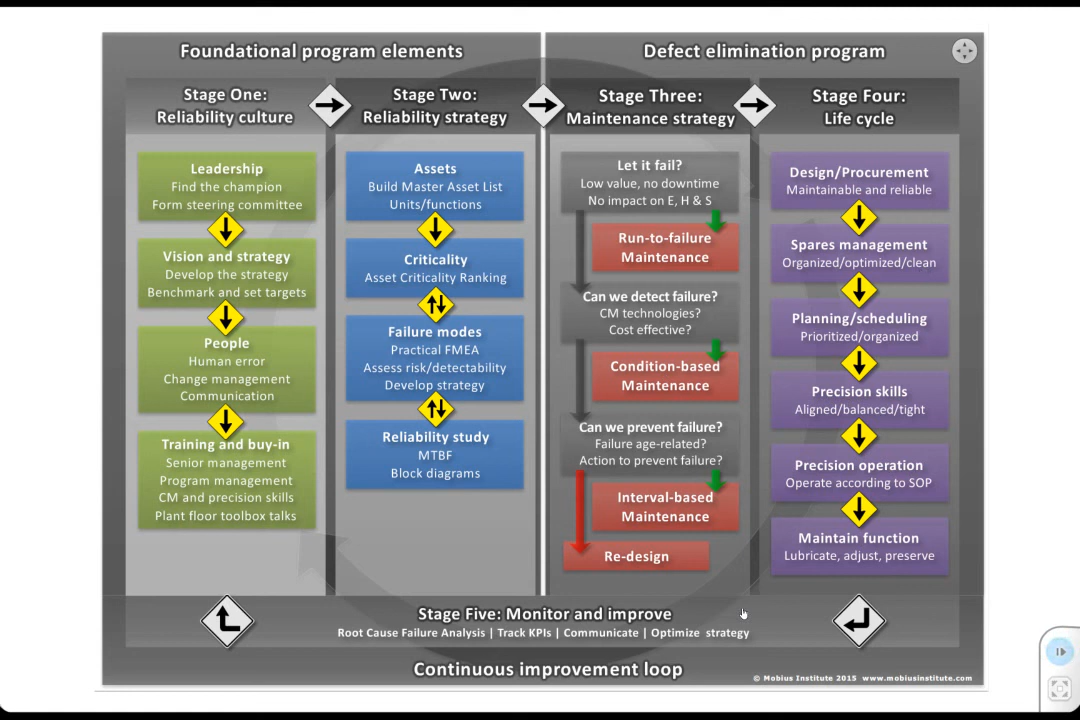 Foundational program elements
Defect elimination program
Stage One:
Reliability culture
Stage Two:
Reliability strategy
Stage Three:
Maintenance strategy
Stage Four:
Life cycle
Leadership
Find the champion
Form steering committee
Vision and strategy
Develop the strategy
Benchmark and set targets
People
Human error
Change management
Communication
Training and buy-in
Senior management
Program management
CM and precision skills
Plant floor toolbox talks
Assets
Build Master Asset List
Units/functions
Criticality
Asset Criticality Ranking
Failure modes
Practical FMEA
Assess risk/detectability
Develop strategy
Reliability study
MTBF
Block diagrams
Let it fail?
Low value, no downtime
No impact on E, H & S
Run-to-failure
Maintenance
Can we detect failure?
CM technologies?
Cost effective?
Condition-based
Maintenance
Can we prevent failure?
Failure age-related?
Action to prevent failure?
Interval-based
Maintenance
Re-design
Design/Procurement
Maintainable and reliable
Spares management
Organized/optimized/clean
Planning/scheduling
Prioritized/organized
Precision skills
Aligned/balanced/tight
Precision operation
Operate according to SOP
Maintain function
Lubricate, adjust, preserve
Stage Five: Monitor and improve
Root Cause Failure Analysis | Track KPIs | Communicate | Optimize strategy
Continuous improvement loop
© Mobius Institute 2015 www.mobiusinstitute.com